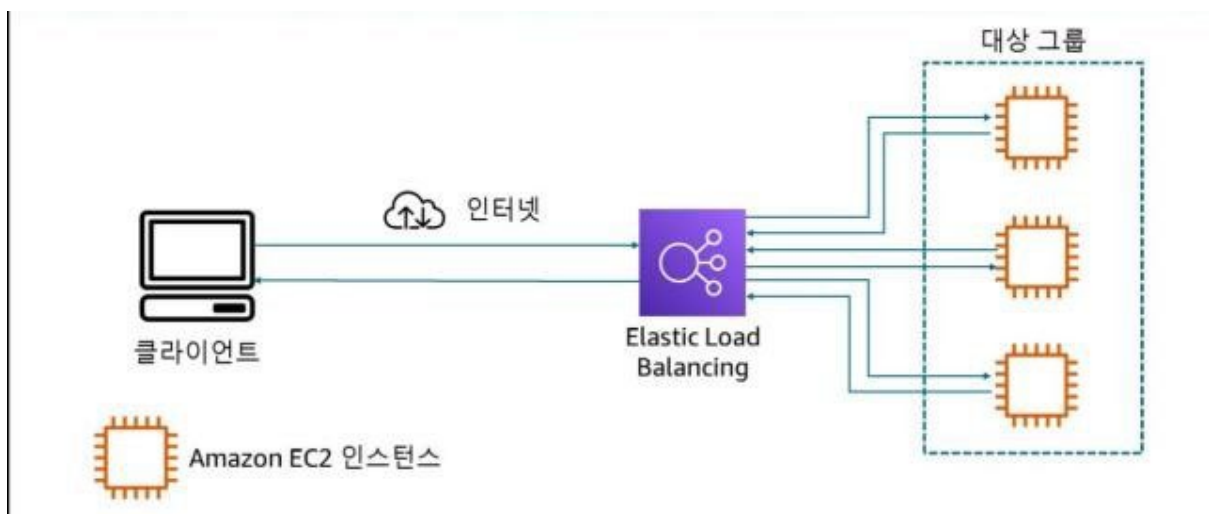 대상 그룹
인터넷
클라이언트
Elastic Load
Balancing
Amazon EC2 인스턴스